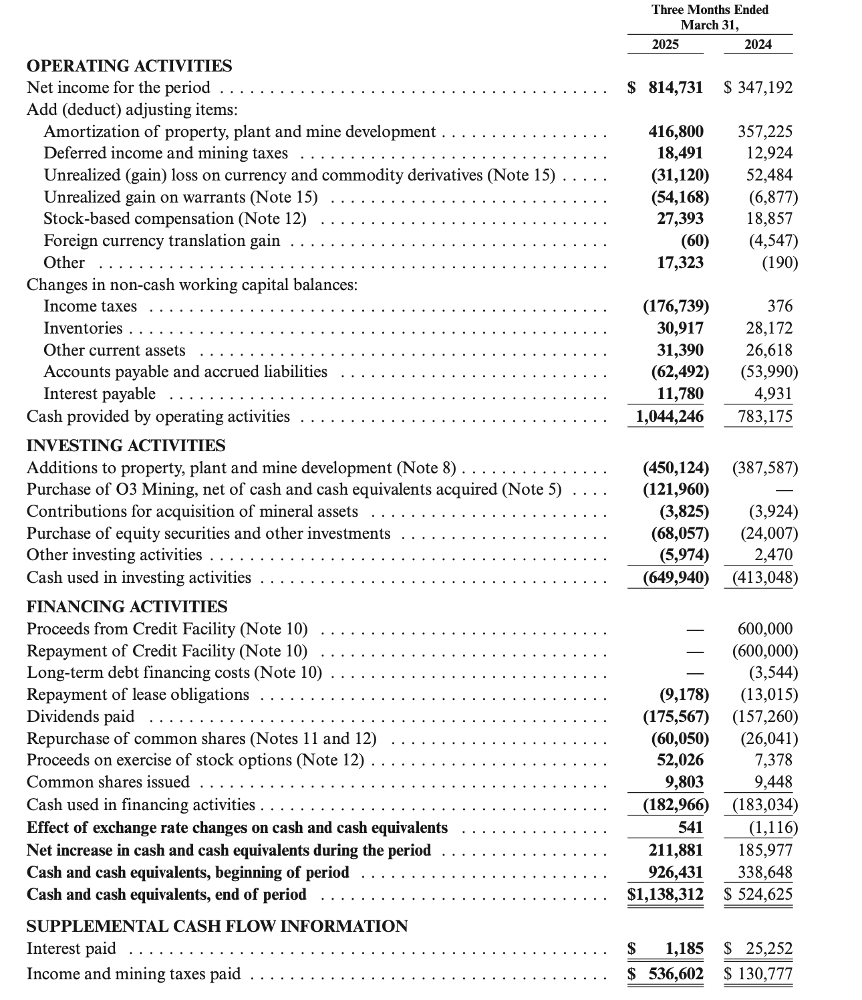 Three Months Ended
March 31,
2025 2024
OPERATING ACTIVITIES
Net income for the period $ 814,731 $ 347,192
Add (deduct) adjusting items:
Amortization of property, plant and mine development 416,800 357,225
Deferred income and mining taxes 18,491 12,924
Unrealized (gain) loss on currency and commodity derivatives (Note 15) (31,120) 52,484
Unrealized gain on warrants (Note 15) (54,168) (6,877)
Stock-based compensation (Note 12) 27,393 18,857
Foreign currency translation gain (60) (4,547)
Other 17,323 (190)
Changes in non-cash working capital balances:
Income taxes (176,739) 376
Inventories 30,917 28,172
Other current assets 31,390 26,618
Accounts payable and accrued liabilities (62,492) (53,990)
Interest payable 11,780 4,931
Cash provided by operating activities 1,044,246 783,175
INVESTING ACTIVITIES
Additions to property, plant and mine development (Note 8) (450,124) (387,587)
Purchase of O3 Mining, net of cash and cash equivalents acquired (Note 5) (121,960) —
Contributions for acquisition of mineral assets (3,825) (3,924)
Purchase of equity securities and other investments (68,057) (24,007)
Other investing activities (5,974) 2,470
Cash used in investing activities (649,940) (413,048)
FINANCING ACTIVITIES
Proceeds from Credit Facility (Note 10) — 600,000
Repayment of Credit Facility (Note 10) — (600,000)
Long-term debt financing costs (Note 10) — (3,544)
Repayment of lease obligations (9,178) (13,015)
Dividends paid (175,567) (157,260)
Repurchase of common shares (Notes 11 and 12) (60,050) (26,041)
Proceeds on exercise of stock options (Note 12) 52,026 7,378
Common shares issued 9,803 9,448
Cash used in financing activities (182,966) (183,034)
Effect of exchange rate changes on cash and cash equivalents 541 (1,116)
Net increase in cash and cash equivalents during the period 211,881 185,977
Cash and cash equivalents, beginning of period 926,431 338,648
Cash and cash equivalents, end of period $1,138,312 $ 524,625
SUPPLEMENTAL CASH FLOW INFORMATION
Interest paid $ 1,185 $ 25,252
Income and mining taxes paid $ 536,602 $ 130,777